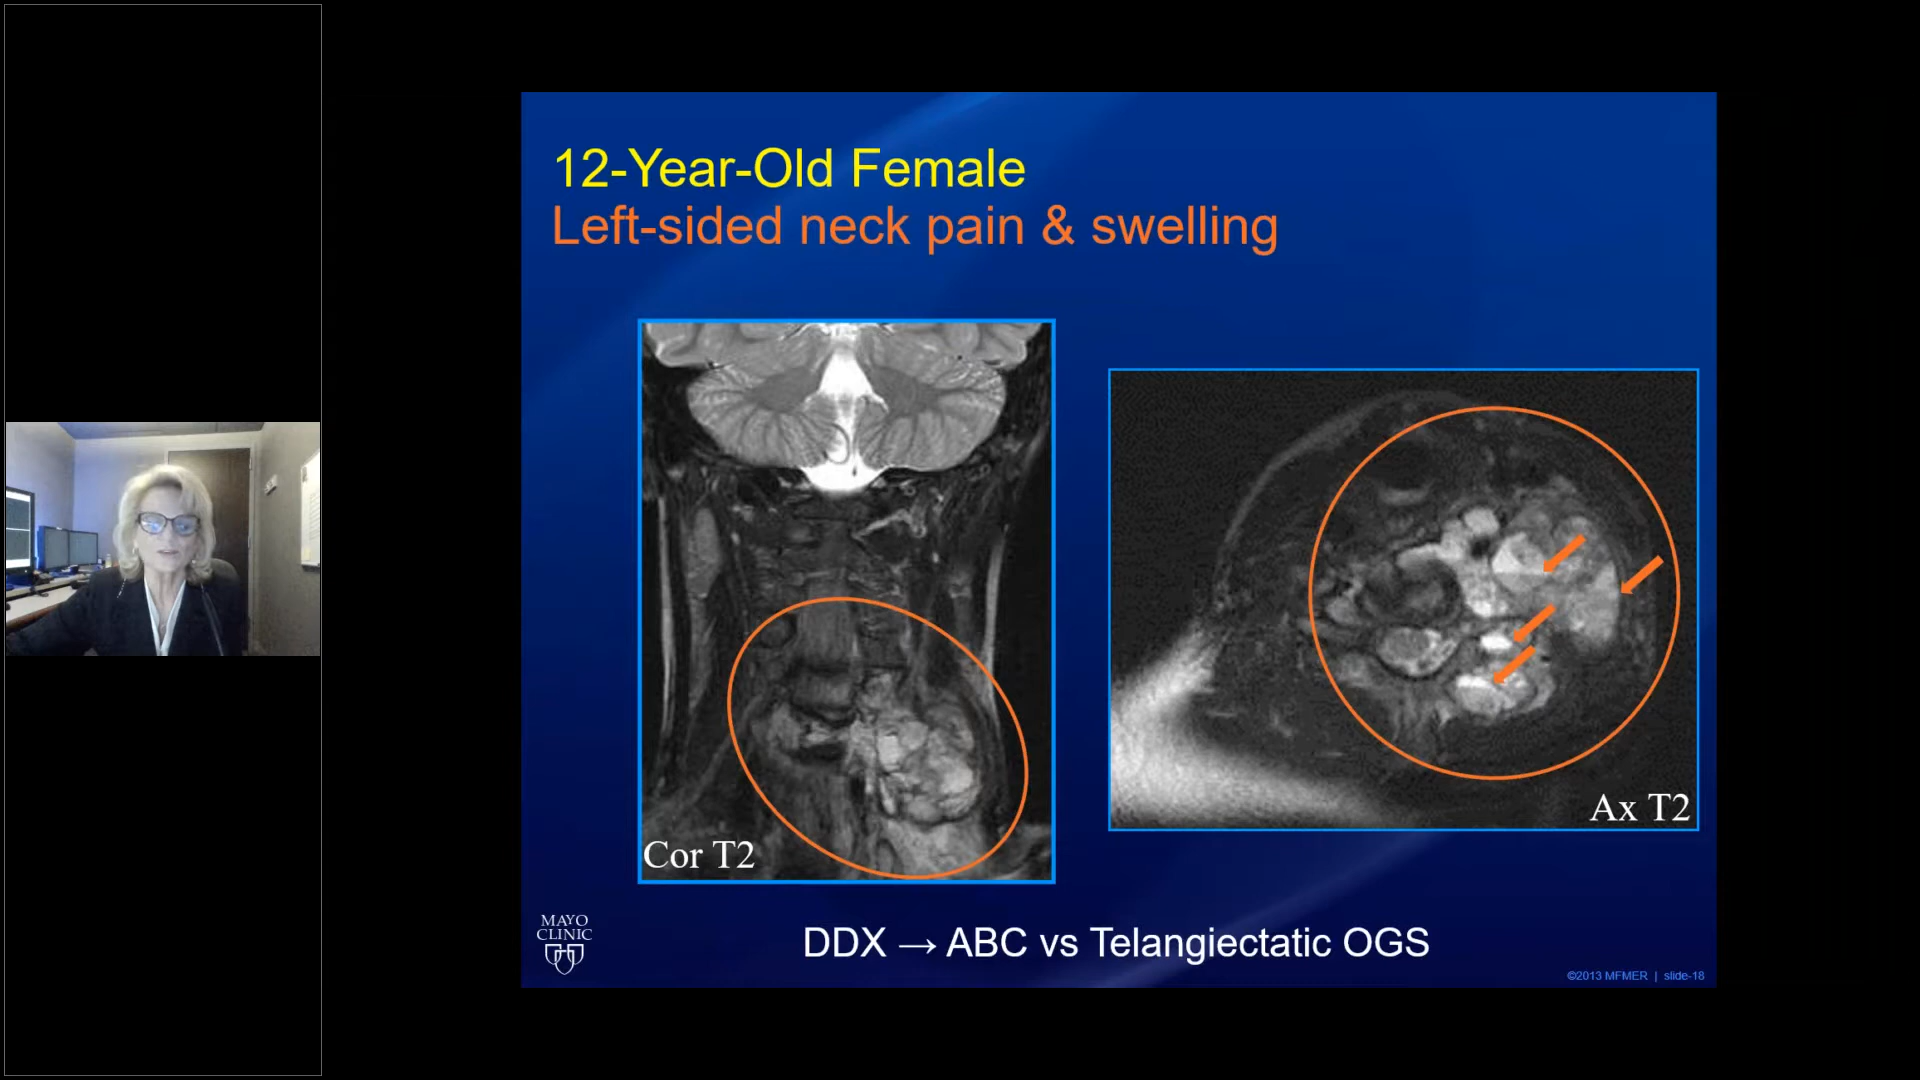 12-Year-Old Female
Left-sided neck pain & swelling
Cor T2
Ax T2
DDX → ABC vs Telangiectatic OGS
MAYO
CLINIC
©2013 MFMER | slide-18